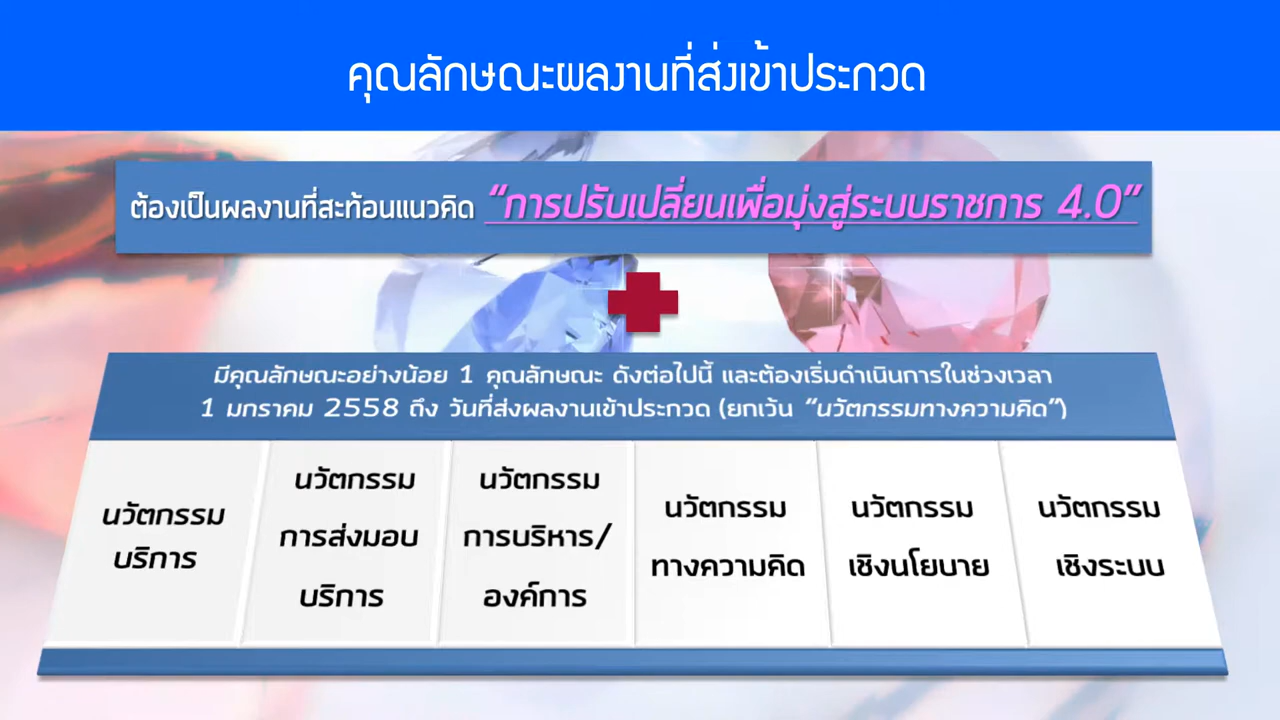 คุณลักษณะผลงานที่ส่งเข้าประกวด
ต้องเป็นผลงานที่สะท้อนแนวคิด “การปรับเปลี่ยนเพื่อมุ่งสู่ระบบราชการ 4.0”
มีคุณลักษณะอย่างน้อย 1 คุณลักษณะ ดังต่อไปนี้ และต้องเริ่มดำเนินการในช่วงเวลา
1 มกราคม 2558 ถึง วันที่ส่งผลงานเข้าประกวด (ยกเว้น “นวัตกรรมทางความคิด”)
นวัตกรรม
บริการ
นวัตกรรม
การส่งมอบ
บริการ
นวัตกรรม
การบริหาร/
องค์การ
นวัตกรรม
ทางความคิด
นวัตกรรม
เชิงนโยบาย
นวัตกรรม
เชิงระบบ